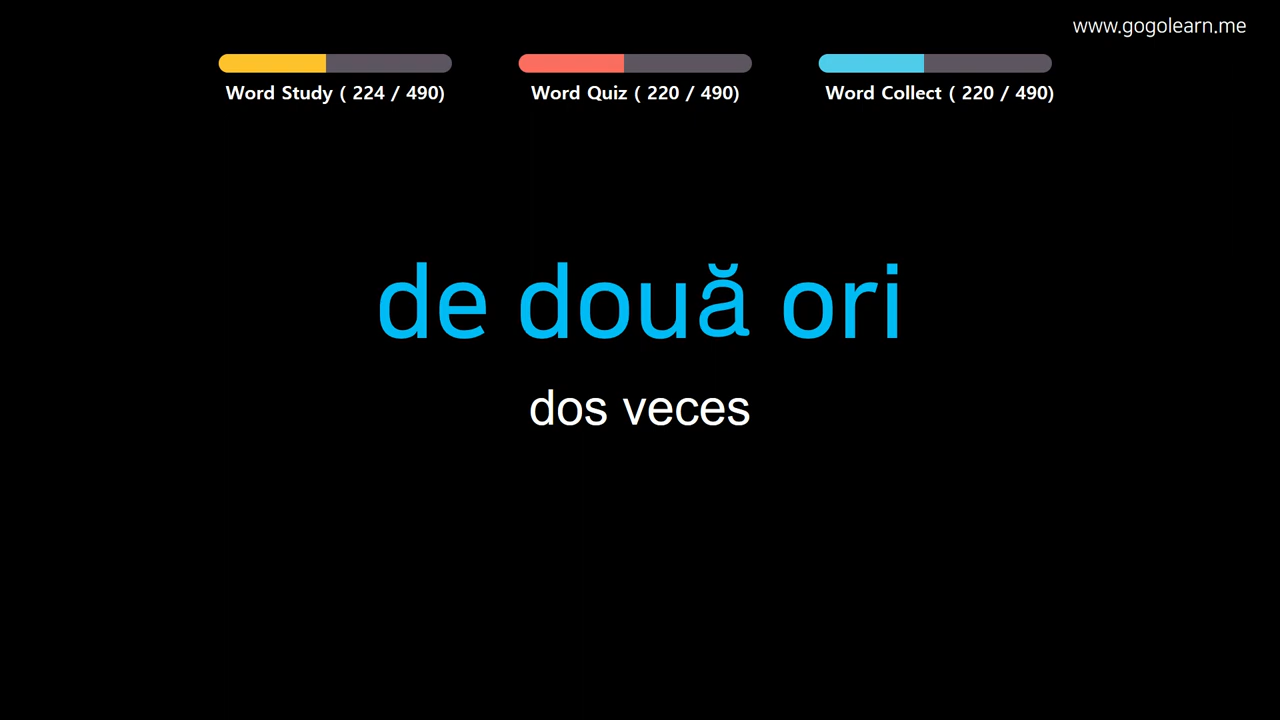 www.gogolearn.me
Word Study ( 224 / 490)
Word Quiz ( 220 / 490)
Word Collect ( 220 / 490)
de două ori
dos veces